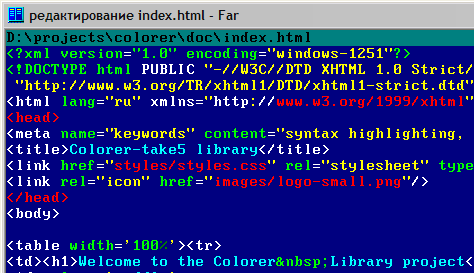 редактирование index.html - Far
D:\projects\colorer\doc\index.html
<?xml version="1.0" encoding="windows-1251"?>
<!DOCTYPE html PUBLIC "-//W3C//DTD XHTML 1.0 Strict/
"http://www.w3.org/TR/xhtml1/DTD/xhtml1-strict.dtd"
<html lang="ru" xmlns="http://www.w3.org/1999/xhtml"
<head>
<meta name="keywords" content="syntax highlighting,
<title>Colorer-take5 library</title>
<link href="styles/styles.css" rel="stylesheet" type
<link rel="icon" href="images/logo-small.png"/>
</head>
<body>
<table width='100%'><tr>
<td><h1>Welcome to the Colorer&nbsp;Library project<